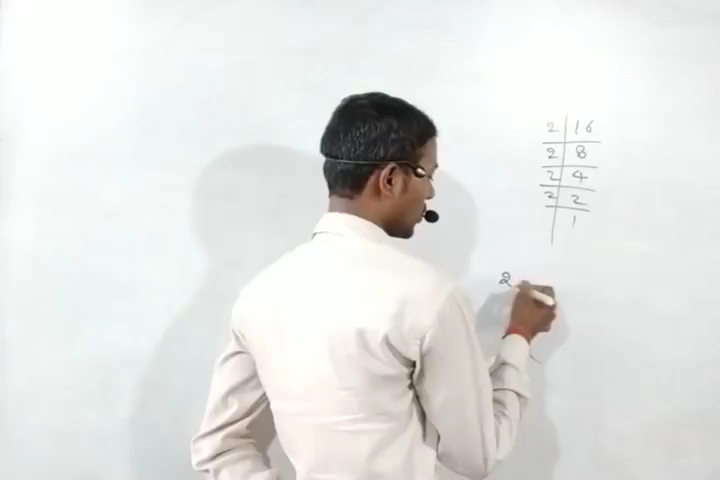 2 | 16
2 | 8
2 | 4
2 | 2
| 1
2